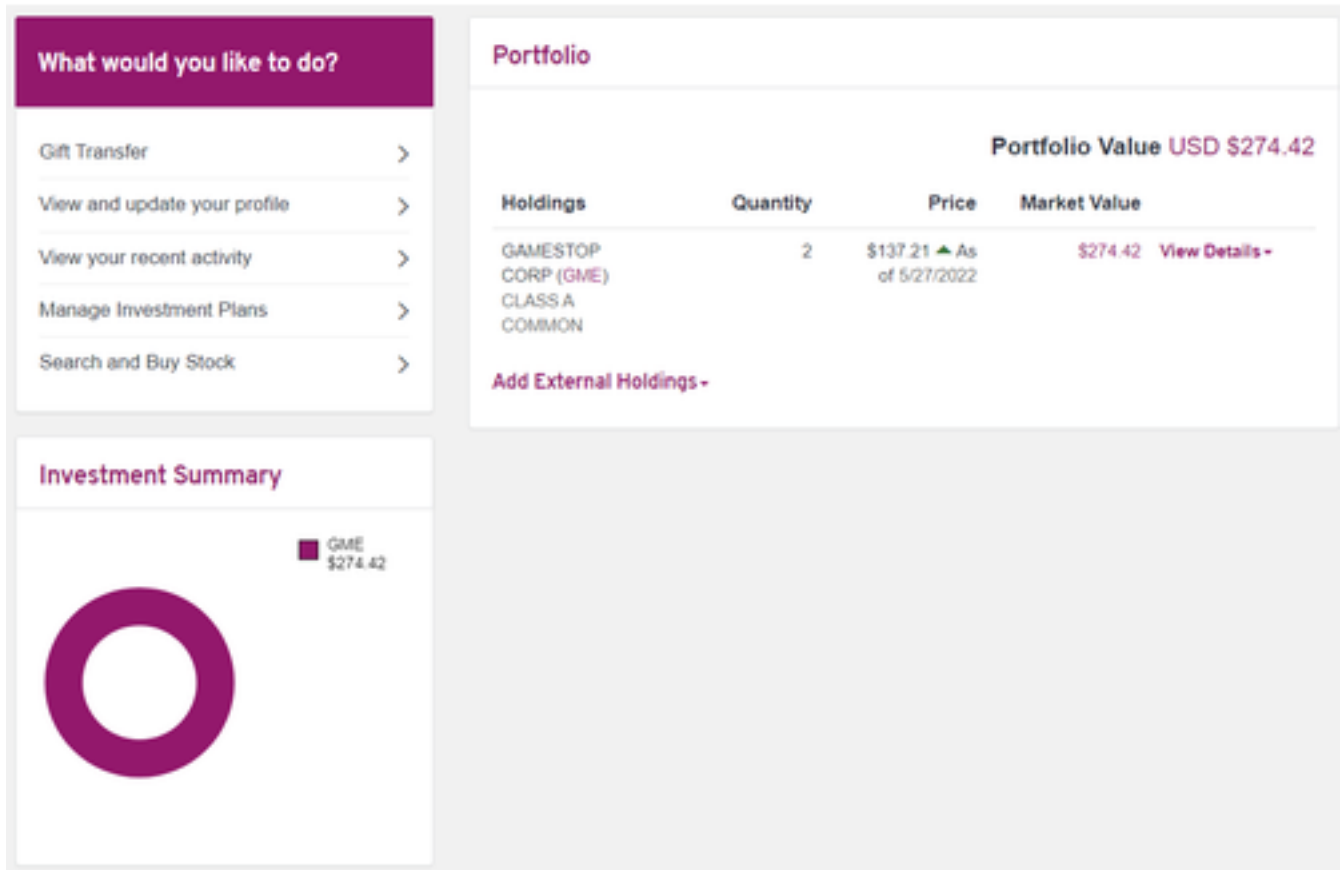 What would you like to do?
Gift Transfer
View and update your profile
View your recent activity
Manage Investment Plans
Search and Buy Stock
Portfolio
Portfolio Value USD $274.42
Holdings Quantity Price Market Value
GAMESTOP 2 $137.21 As $274.42 View Details
CORP (GME) of 5/27/2022
CLASS A
COMMON
Add External Holdings
Investment Summary
GME
$274.42